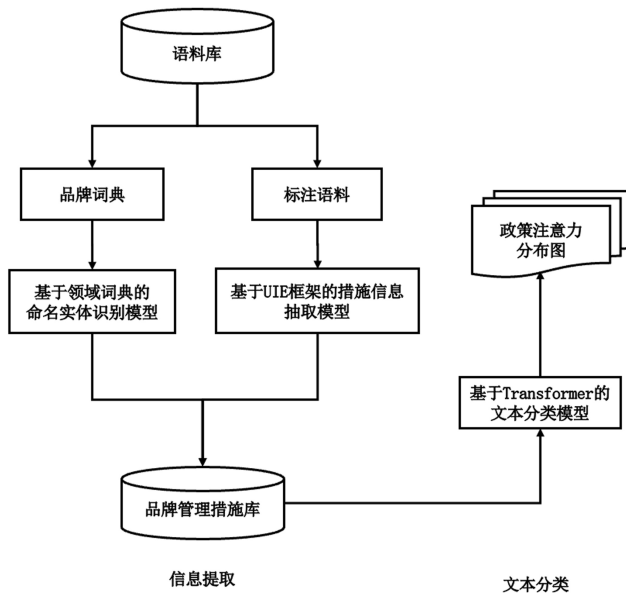 语料库
品牌词典
标注语料
政策注意力
分布图
基于领域词典的
命名实体识别模型
基于UIE框架的措施信息
抽取模型
基于Transformer的
文本分类模型
品牌管理措施库
信息提取
文本分类